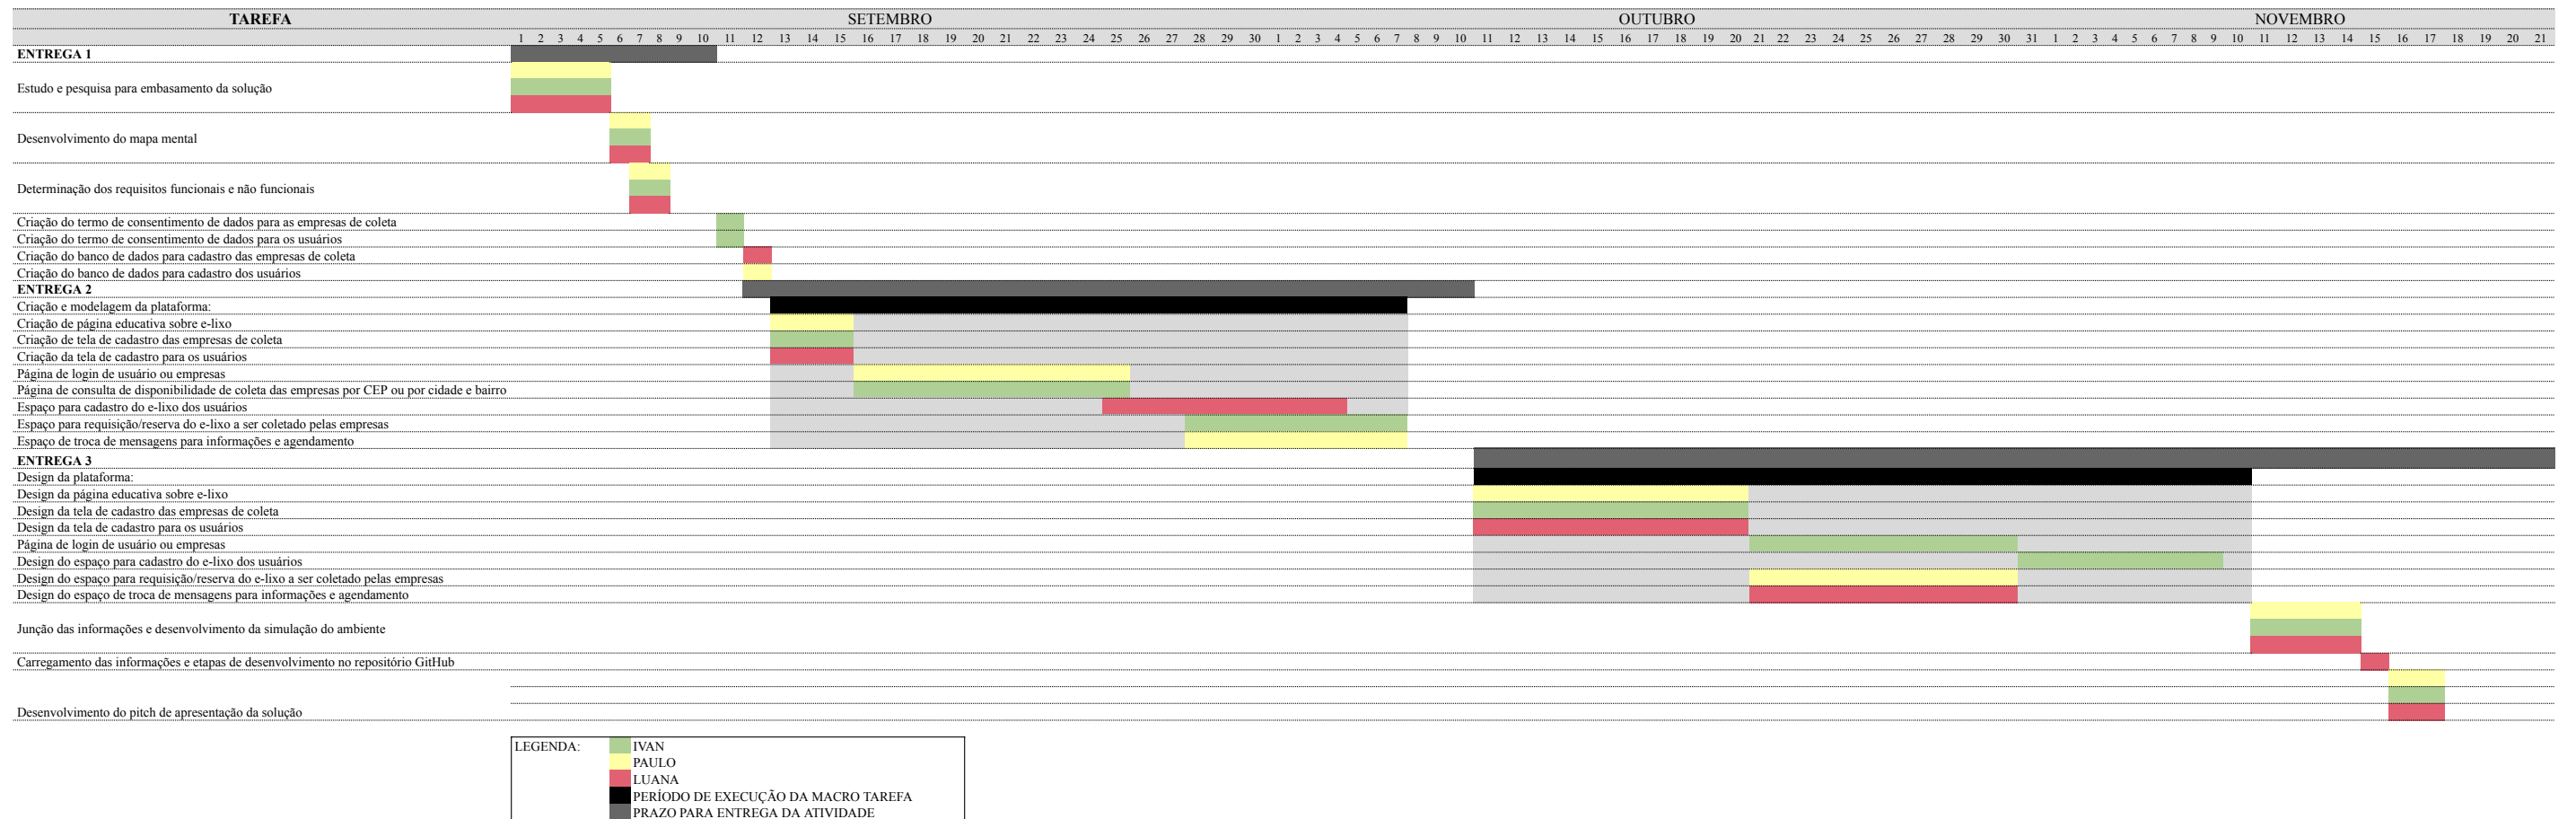 TAREFA SETEMBRO OUTUBRO NOVEMBRO
1 2 3 4 5 6 7 8 9 10 11 12 13 14 15 16 17 18 19 20 21 22 23 24 25 26 27 28 29 30 1 2 3 4 5 6 7 8 9 10 11 12 13 14 15 16 17 18 19 20 21 22 23 24 25 26 27 28 29 30 31 1 2 3 4 5 6 7 8 9 10 11 12 13 14 15 16 17 18 19 20 21
ENTREGA 1
Estudo e pesquisa para embasamento da solução
Desenvolvimento do mapa mental
Determinação dos requisitos funcionais e não funcionais
Criação do termo de consentimento de dados para as empresas de coleta
Criação do termo de consentimento de dados para os usuários
Criação do banco de dados para cadastro das empresas de coleta
Criação do banco de dados para cadastro dos usuários
ENTREGA 2
Criação e modelagem da plataforma:
Criação de página educativa sobre e-lixo
Criação de tela de cadastro das empresas de coleta
Criação da tela de cadastro para os usuários
Página de login de usuário ou empresas
Página de consulta de disponibilidade de coleta das empresas por CEP ou por cidade e bairro
Espaço para cadastro do e-lixo dos usuários
Espaço para requisição/reserva do e-lixo a ser coletado pelas empresas
Espaço de troca de mensagens para informações e agendamento
ENTREGA 3
Design da plataforma:
Design da página educativa sobre e-lixo
Design da tela de cadastro das empresas de coleta
Design da tela de cadastro para os usuários
Página de login de usuário ou empresas
Design do espaço para cadastro do e-lixo dos usuários
Design do espaço para requisição/reserva do e-lixo a ser coletado pelas empresas
Design do espaço de troca de mensagens para informações e agendamento
Junção das informações e desenvolvimento da simulação do ambiente
Carregamento das informações e etapas de desenvolvimento no repositório GitHub
Desenvolvimento do pitch de apresentação da solução
LEGENDA: IVAN
PAULO
LUANA
PERÍODO DE EXECUÇÃO DA MACRO TAREFA
PRAZO PARA ENTREGA DA ATIVIDADE